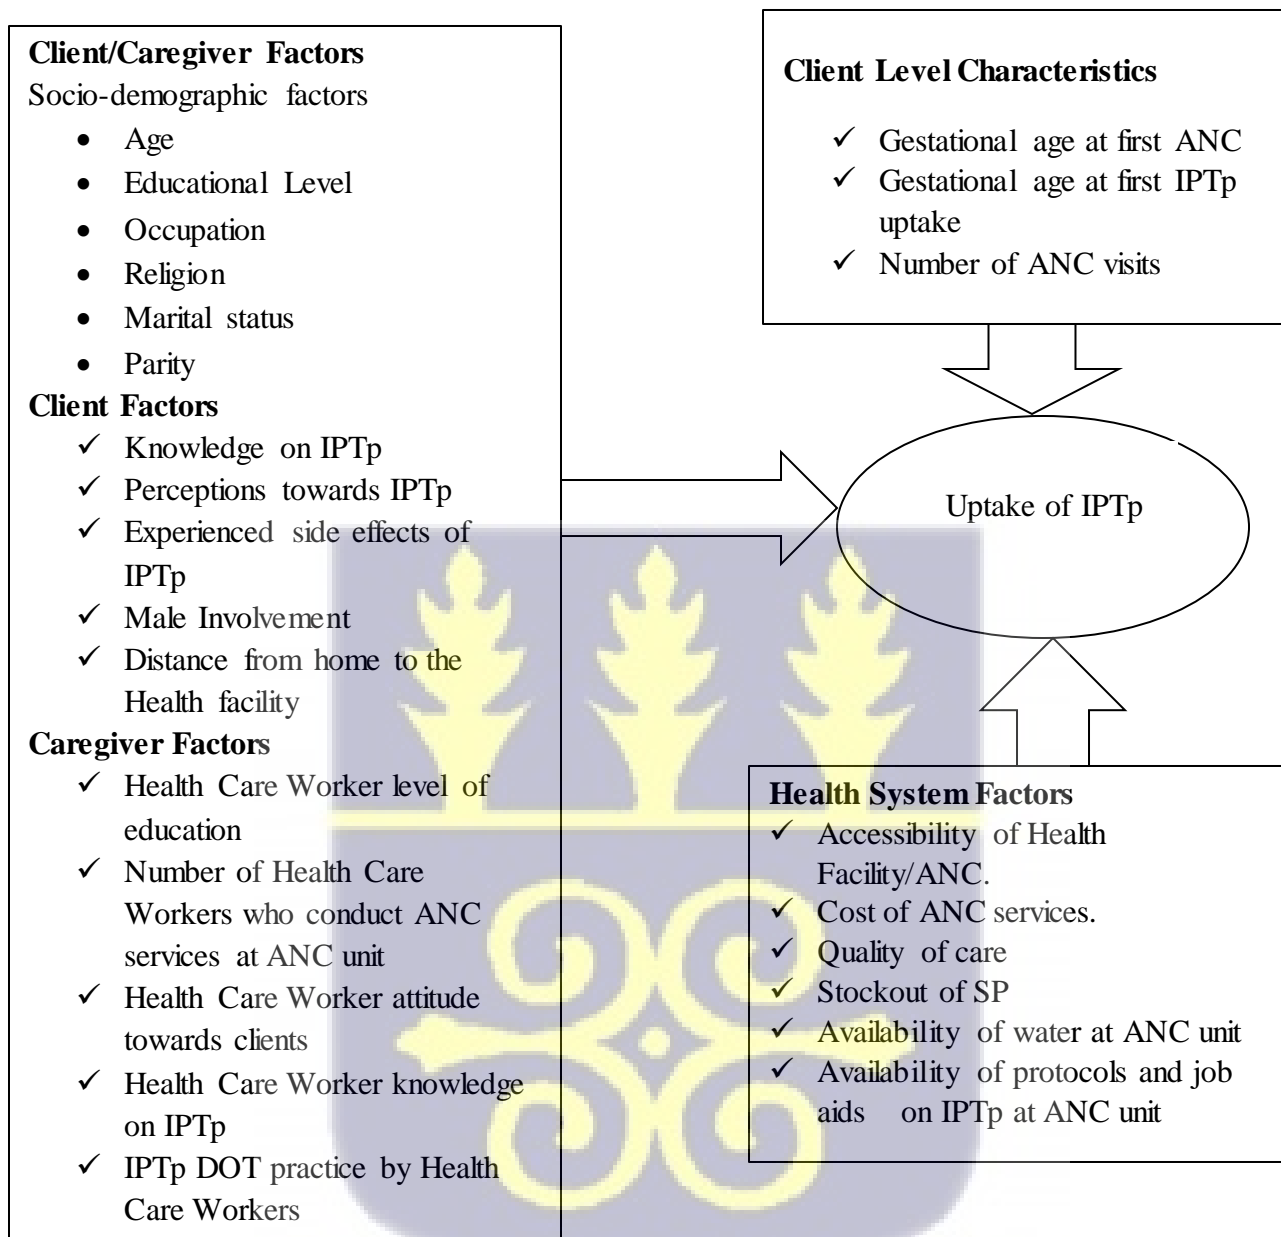 Client/Caregiver Factors
Socio-demographic factors
• Age
• Educational Level
• Occupation
• Religion
• Marital status
• Parity
Client Factors
✓ Knowledge on IPTp
✓ Perceptions towards IPTp
✓ Experienced side effects of
IPTp
✓ Male Involvement
✓ Distance from home to the
Health facility
Caregiver Factors
✓ Health Care Worker level of
education
✓ Number of Health Care
Workers who conduct ANC
services at ANC unit
✓ Health Care Worker attitude
towards clients
✓ Health Care Worker knowledge
on IPTp
✓ IPTp DOT practice by Health
Care Workers
Client Level Characteristics
✓ Gestational age at first ANC
✓ Gestational age at first IPTp
uptake
✓ Number of ANC visits
Uptake of IPTp
Health System Factors
✓ Accessibility of Health
Facility/ANC.
✓ Cost of ANC services.
✓ Quality of care
✓ Stockout of SP
✓ Availability of water at ANC unit
✓ Availability of protocols and job
aids on IPTp at ANC unit